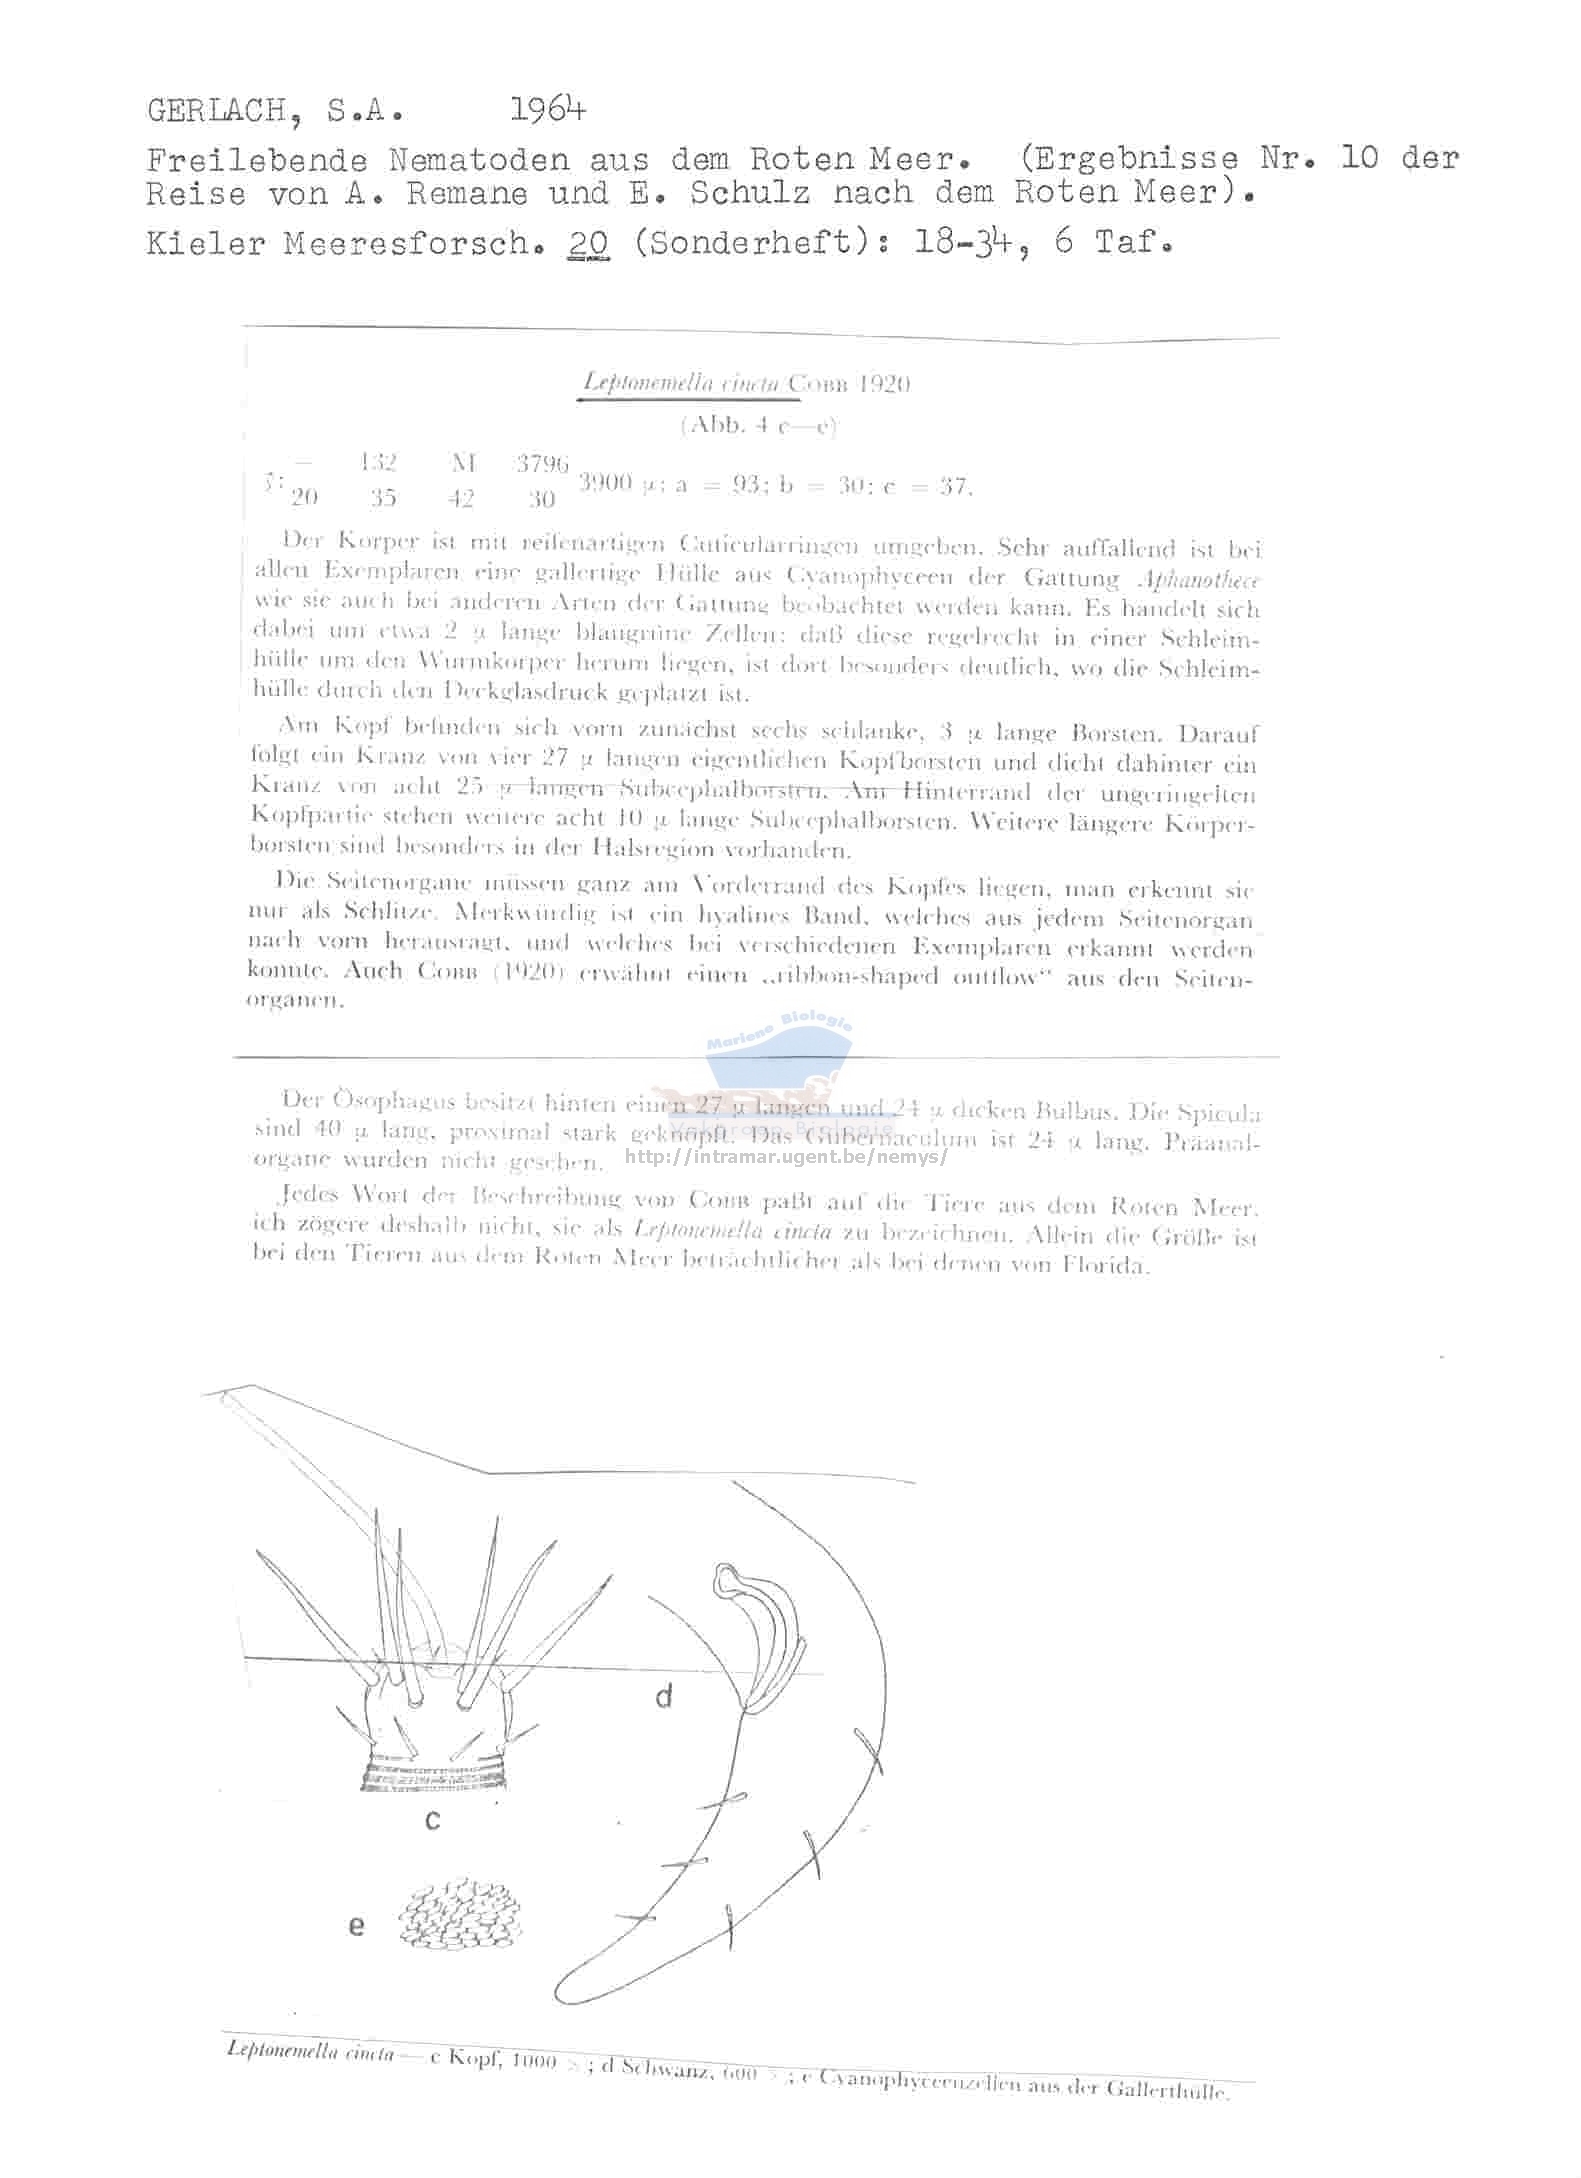 GERLACH, S.A. 1964
Freilebende Nematoden aus dem Roten Meer. (Ergebnisse Nr. 10 der
Reise von A. Remane und E. Schulz nach dem Roten Meer).
Kieler Meeresforsch. 20 (Sonderheft): 18-34, 6 Taf.
Leptonemella cincta COBB 1920
(Abb. 4 c—e)
— 132 M 3796
3900 µ; a = 93; b = 30; c = 37.
20 35 42 30
Der Körper ist mit reifenartigen Cuticularringen umgeben. Sehr auffallend ist bei
allen Exemplaren eine gallertige Hülle aus Cyanophyceen der Gattung Aphanothece
wie sie auch bei anderen Arten der Gattung beobachtet werden kann. Es handelt sich
dabei um etwa 2 µ lange blaugrüne Zellen; daß diese regelrecht in einer Schleim-
hülle um den Wurmkörper herum liegen, ist dort besonders deutlich, wo die Schleim-
hülle durch den Deckglasdruck geplatzt ist.
Am Kopf befinden sich vorn zunächst sechs schlanke, 3 µ lange Borsten. Darauf
folgt ein Kranz von vier 27 µ langen eigentlichen Kopfborsten und dicht dahinter ein
Kranz von acht 25 µ langen Subcephalborsten. Am Hinterrand der ungeringelten
Kopfpartie stehen weitere acht 10 µ lange Subcephalborsten. Weitere längere Körper-
borsten sind besonders in der Halsregion vorhanden.
Die Seitenorgane müssen ganz am Vorderrand des Kopfes liegen, man erkennt sie
nur als Schlitze. Merkwürdig ist ein hyalines Band, welches aus jedem Seitenorgan
nach vorn herausragt, und welches bei verschiedenen Exemplaren erkannt werden
konnte. Auch COBB (1920) erwähnt einen „ribbon-shaped outflow“ aus den Seiten-
organen.
Mariene Biologie
Der Ösophagus besitzt hinten einen 27 µ langen und 24 µ dicken Bulbus. Die Spicula
sind 40 µ lang, proximal stark geknöpft. Das Gubernaculum ist 24 µ lang. Präanal-
organe wurden nicht gesehen.
Vakgroep Biologie
http://intramar.ugent.be/nemys/
Jedes Wort der Beschreibung von COBB paßt auf die Tiere aus dem Roten Meer,
ich zögere deshalb nicht, sie als Leptonemella cincta zu bezeichnen. Allein die Größe ist
bei den Tieren aus dem Roten Meer beträchtlicher als bei denen von Florida.
d
c
e
Leptonemella cincta — c Kopf, 1000 ×; d Schwanz, 600 ×; e Cyanophyceenzellen aus der Gallerthülle.